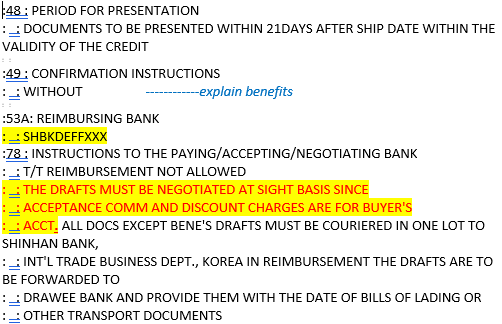 :48 : PERIOD FOR PRESENTATION
: _: DOCUMENTS TO BE PRESENTED WITHIN 21DAYS AFTER SHIP DATE WITHIN THE
VALIDITY OF THE CREDIT
: :
:49 : CONFIRMATION INSTRUCTIONS
: _: WITHOUT ------------explain benefits
: :
:53A: REIMBURSING BANK
: _: SHBKDEFFXXX
:78 : INSTRUCTIONS TO THE PAYING/ACCEPTING/NEGOTIATING BANK
: _: T/T REIMBURSEMENT NOT ALLOWED
: _: THE DRAFTS MUST BE NEGOTIATED AT SIGHT BASIS SINCE
: _: ACCEPTANCE COMM AND DISCOUNT CHARGES ARE FOR BUYER'S
: _: ACCT. ALL DOCS EXCEPT BENE'S DRAFTS MUST BE COURIERED IN ONE LOT TO
SHINHAN BANK,
: _: INT'L TRADE BUSINESS DEPT., KOREA IN REIMBURSEMENT THE DRAFTS ARE TO
BE FORWARDED TO
: _: DRAWEE BANK AND PROVIDE THEM WITH THE DATE OF BILLS OF LADING OR
: _: OTHER TRANSPORT DOCUMENTS